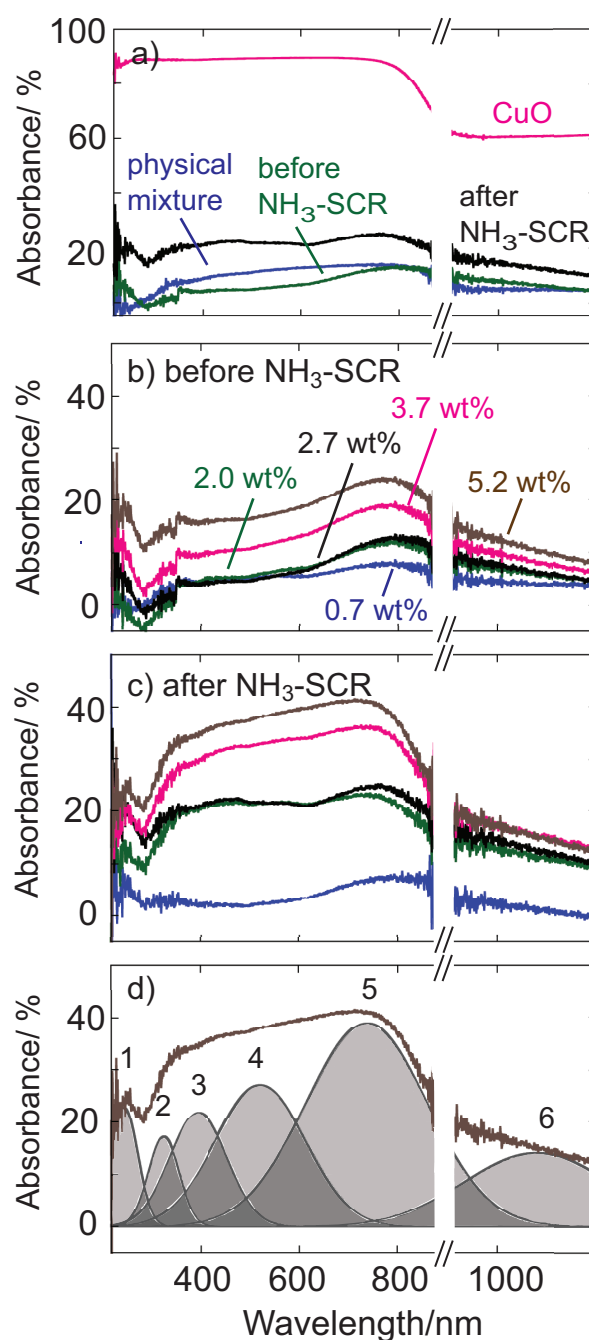 100
a)
Absorbance/ %
60
20
CuO
physical
mixture
before
NH₃-SCR
after
NH₃-SCR
b) before NH₃-SCR
Absorbance/ %
40
20
0
3.7 wt%
2.7 wt%
2.0 wt%
5.2 wt%
0.7 wt%
c) after NH₃-SCR
Absorbance/ %
40
20
0
d)
Absorbance/ %
40
20
0
1
2
3
4
5
6
400 600 800 1000
Wavelength/nm